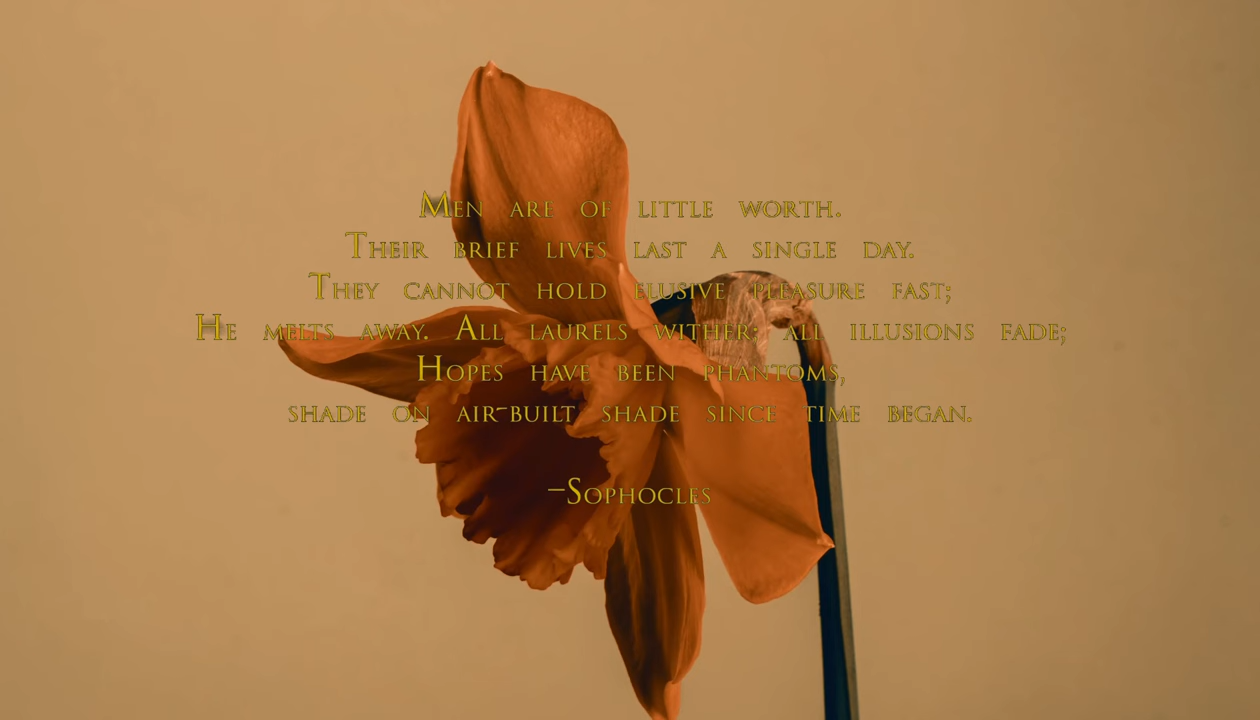 Men are of little worth.
Their brief lives last a single day.
They cannot hold elusive pleasure fast;
He melts away. All laurels wither; all illusions fade;
Hopes have been phantoms,
shade on air-built shade since time began.
—Sophocles